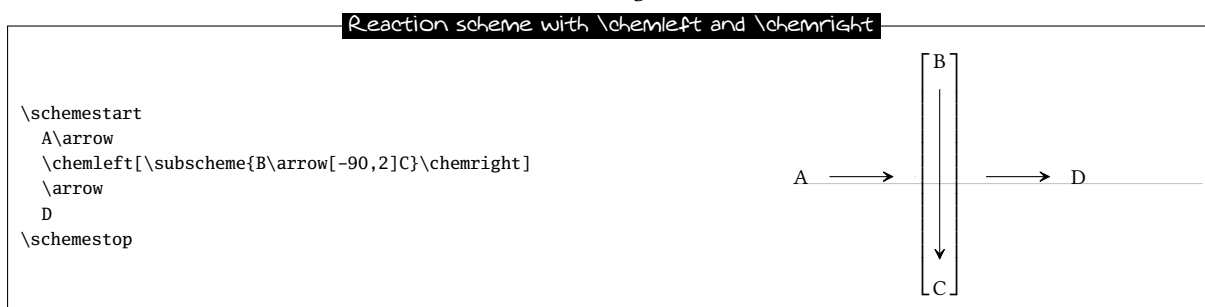 Reaction scheme with \chemleft and \chemright
\schemestart
A\arrow
\chemleft[\subscheme{B\arrow[-90,2]C}\chemright]
\arrow
D
\schemestop
B
A
D
C